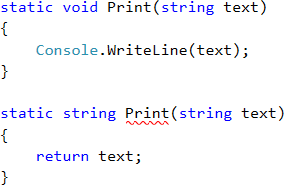 static void Print(string text)
{
    Console.WriteLine(text);
}
static string Print(string text)
{
    return text;
}